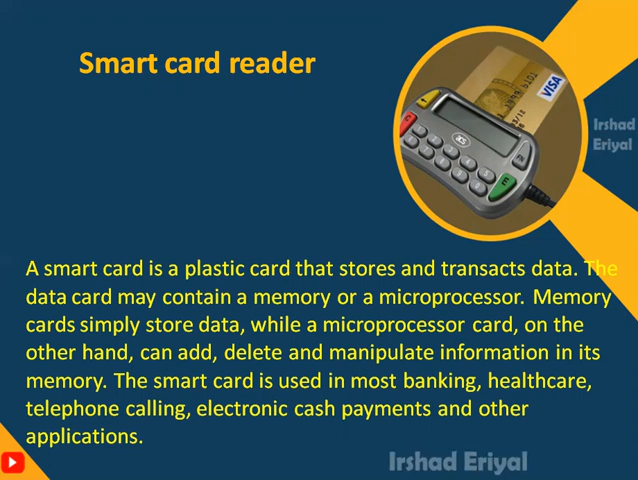 Smart card reader
VISA
acs
Irshad
Eriyal
A smart card is a plastic card that stores and transacts data. The
data card may contain a memory or a microprocessor. Memory
cards simply store data, while a microprocessor card, on the
other hand, can add, delete and manipulate information in its
memory. The smart card is used in most banking, healthcare,
telephone calling, electronic cash payments and other
applications.
Irshad Eriyal